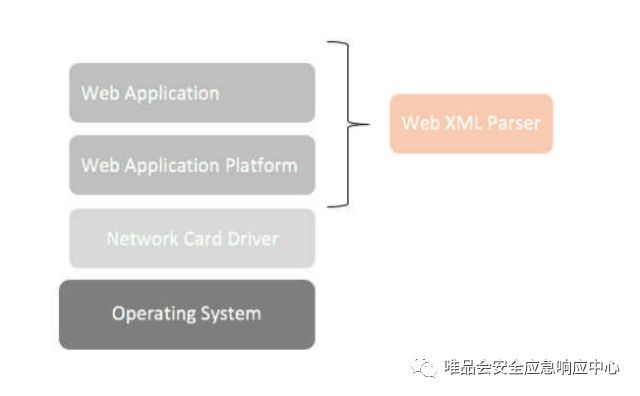 Web Application
Web XML Parser
Web Application Platform
Network Card Driver
Operating System
唯品会安全应急响应中心